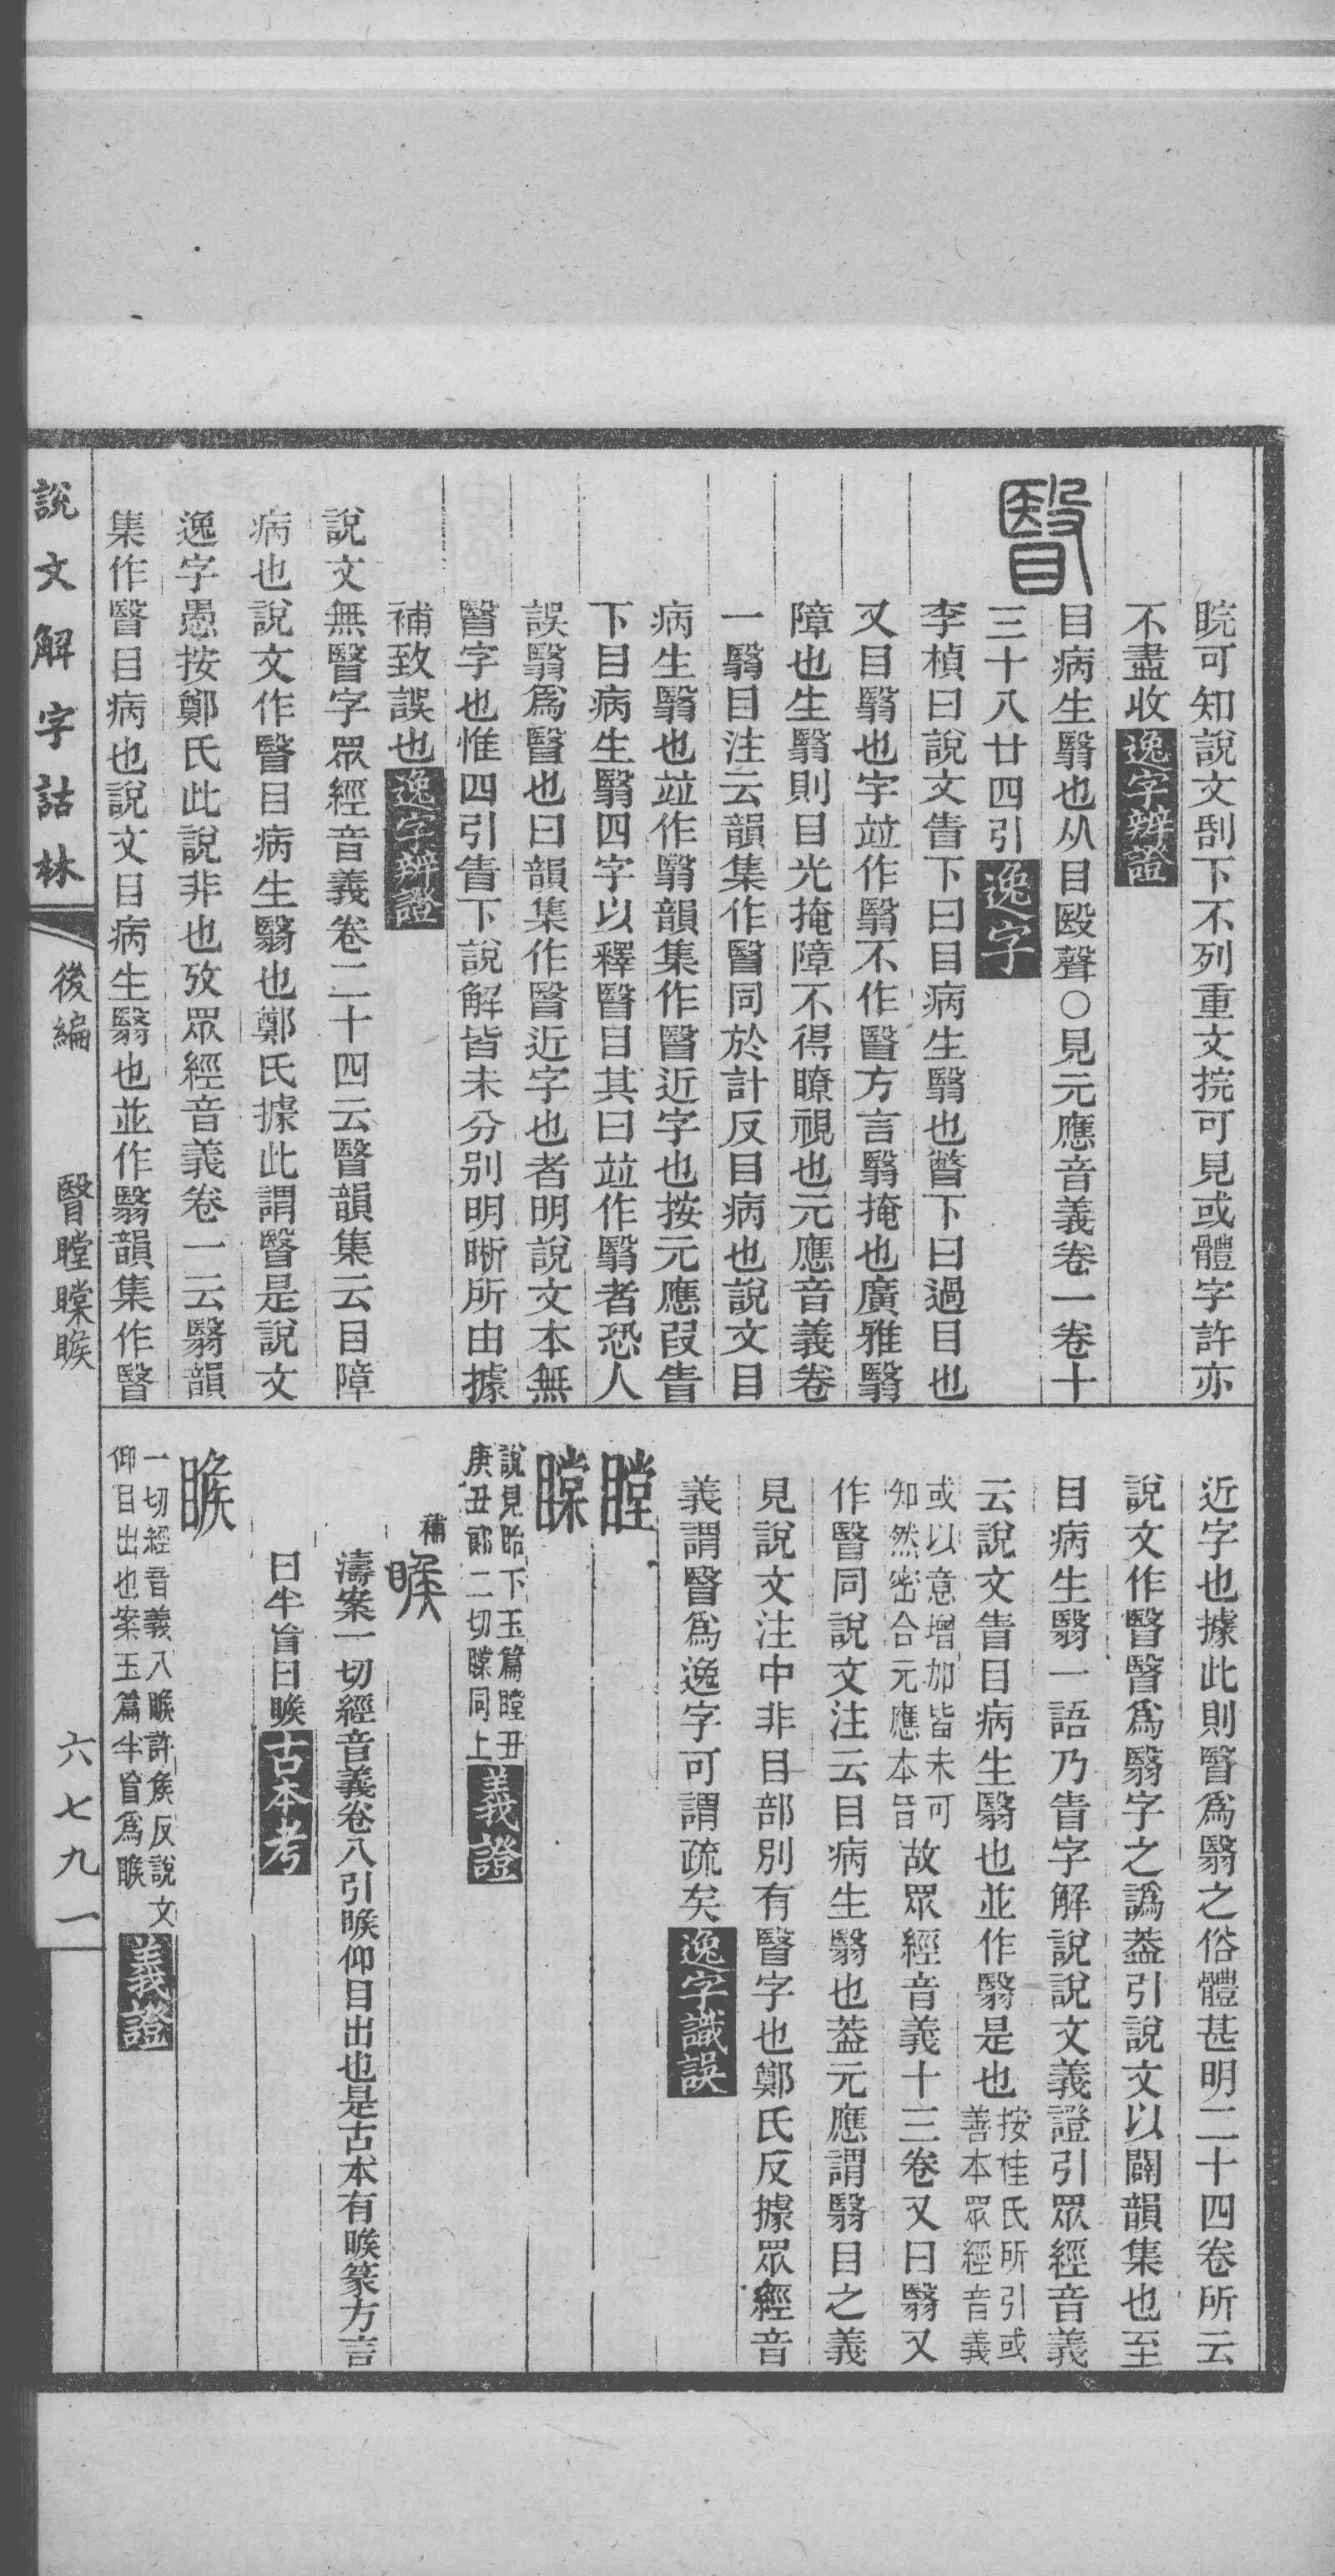 睆可知說文刮下不列重文捖可見或體字許亦
不盡收逸字辨證
瞖
目病生翳也从目殹聲○見元應音義卷一卷十
三十八廿四引逸字
李楨曰說文眚下曰目病生翳也瞥下曰過目也
又目翳也字竝作翳不作瞖方言翳掩也廣雅翳
障也生翳則目光掩障不得瞭視也元應音義卷
一翳目注云韻集作瞖同於計反目病也說文目
病生翳也竝作翳韻集作瞖近字也按元應叚眚
下目病生翳四字以釋瞖目其曰竝作翳者恐人
誤翳爲瞖也曰韻集作瞖近字也者明說文本無
瞖字也惟四引眚下說解皆未分別明晰所由據
補致誤也逸字辨證
說文無瞖字眾經音義卷二十四云瞖韻集云目障
病也說文作瞖目病生翳也鄭氏據此謂瞖是說文
逸字愚按鄭氏此說非也攷眾經音義卷一云翳韻
集作瞖目病也說文目病生翳也並作翳韻集作瞖
近字也據此則瞖爲翳之俗體甚明二十四卷所云
說文作瞖瞖爲翳字之譌葢引說文以闢韻集也至
目病生翳一語乃眚字解說說文義證引眾經音義
云說文眚目病生翳也並作翳是也按桂氏所引或
善本眾經音義
或以意增加皆未可
知然密合元應本旨故眾經音義十三卷又曰翳又
作瞖同說文注云目病生翳也葢元應謂翳目之義
見說文注中非目部別有瞖字也鄭氏反據眾經音
義謂瞖爲逸字可謂疏矣逸字識誤
瞠
矘
說見眙下玉篇瞠丑
庚丑郞二切矘同上義證
補
䁍
濤案一切經音義卷八引䁍仰目出也是古本有䁍篆方言
曰半盲曰䁍古本考
䁍
一切經音義八䁍許矦反說文
仰目出也案玉篇半盲爲䁍義證
說文解字詁林
後編
瞖瞠矘䁍
六七九一